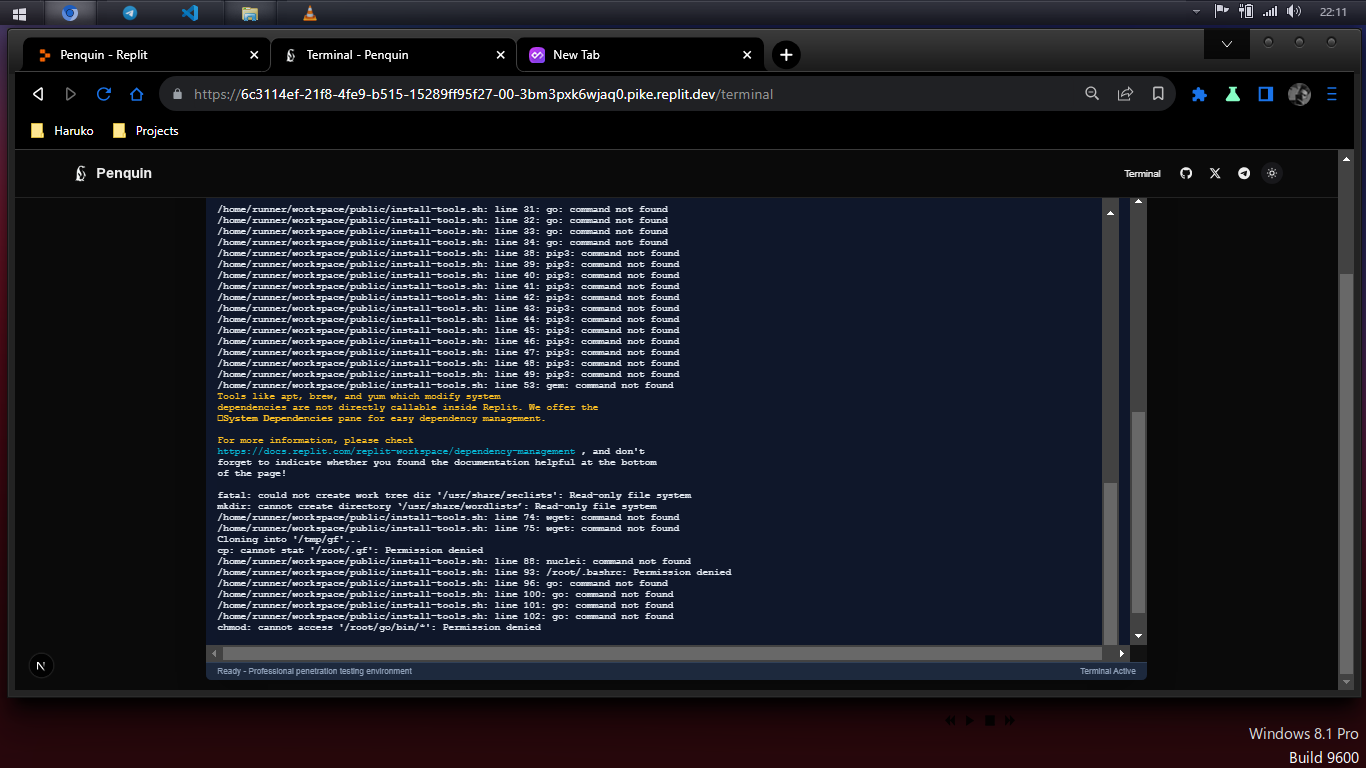 22:11
Penquin - Replit
Terminal - Penquin
New Tab
https://6c3114ef-21f8-4fe9-b515-15289ff95f27-00-3bm3pxk6wjaq0.pike.replit.dev/terminal
Haruko
Projects
Penquin
Terminal
/home/runner/workspace/public/install-tools.sh: line 31: go: command not found
/home/runner/workspace/public/install-tools.sh: line 32: go: command not found
/home/runner/workspace/public/install-tools.sh: line 33: go: command not found
/home/runner/workspace/public/install-tools.sh: line 34: go: command not found
/home/runner/workspace/public/install-tools.sh: line 38: pip3: command not found
/home/runner/workspace/public/install-tools.sh: line 39: pip3: command not found
/home/runner/workspace/public/install-tools.sh: line 40: pip3: command not found
/home/runner/workspace/public/install-tools.sh: line 41: pip3: command not found
/home/runner/workspace/public/install-tools.sh: line 42: pip3: command not found
/home/runner/workspace/public/install-tools.sh: line 43: pip3: command not found
/home/runner/workspace/public/install-tools.sh: line 44: pip3: command not found
/home/runner/workspace/public/install-tools.sh: line 45: pip3: command not found
/home/runner/workspace/public/install-tools.sh: line 46: pip3: command not found
/home/runner/workspace/public/install-tools.sh: line 47: pip3: command not found
/home/runner/workspace/public/install-tools.sh: line 48: pip3: command not found
/home/runner/workspace/public/install-tools.sh: line 49: pip3: command not found
/home/runner/workspace/public/install-tools.sh: line 53: gem: command not found
Tools like apt, brew, and yum which modify system
dependencies are not directly callable inside Replit. We offer the
System Dependencies pane for easy dependency management.
For more information, please check
https://docs.replit.com/replit-workspace/dependency-management , and don't
forget to indicate whether you found the documentation helpful at the bottom
of the page!
fatal: could not create work tree dir '/usr/share/seclists': Read-only file system
mkdir: cannot create directory '/usr/share/wordlists': Read-only file system
/home/runner/workspace/public/install-tools.sh: line 74: wget: command not found
/home/runner/workspace/public/install-tools.sh: line 75: wget: command not found
Cloning into '/tmp/gf'...
cp: cannot stat '/root/.gf': Permission denied
/home/runner/workspace/public/install-tools.sh: line 88: nuclei: command not found
/home/runner/workspace/public/install-tools.sh: line 93: /root/.bashrc: Permission denied
/home/runner/workspace/public/install-tools.sh: line 96: go: command not found
/home/runner/workspace/public/install-tools.sh: line 100: go: command not found
/home/runner/workspace/public/install-tools.sh: line 101: go: command not found
/home/runner/workspace/public/install-tools.sh: line 102: go: command not found
chmod: cannot access '/root/go/bin/*': Permission denied
N
Ready - Professional penetration testing environment
Terminal Active
Windows 8.1 Pro
Build 9600